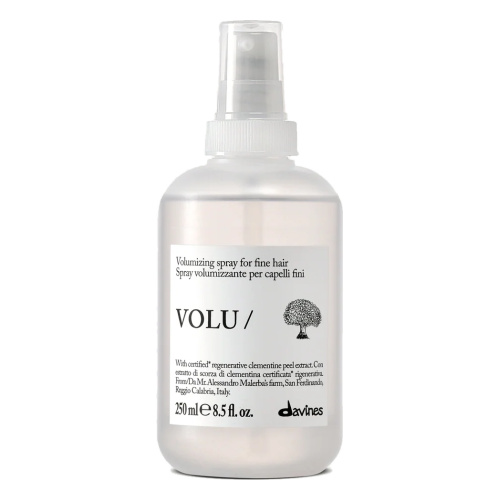 Volumizing spray for fine hair
Spray volumizzante per capelli fini
VOLU /
With certified* regenerative clementine peel extract. Con
estratto di scorza di clementina certificata* rigenerativa.
From/Da Mr. Alessandro Malerba's farm, San Ferdinando,
Reggio Calabria, Italy.
250 ml ℮ 8.5 fl. oz.
davines